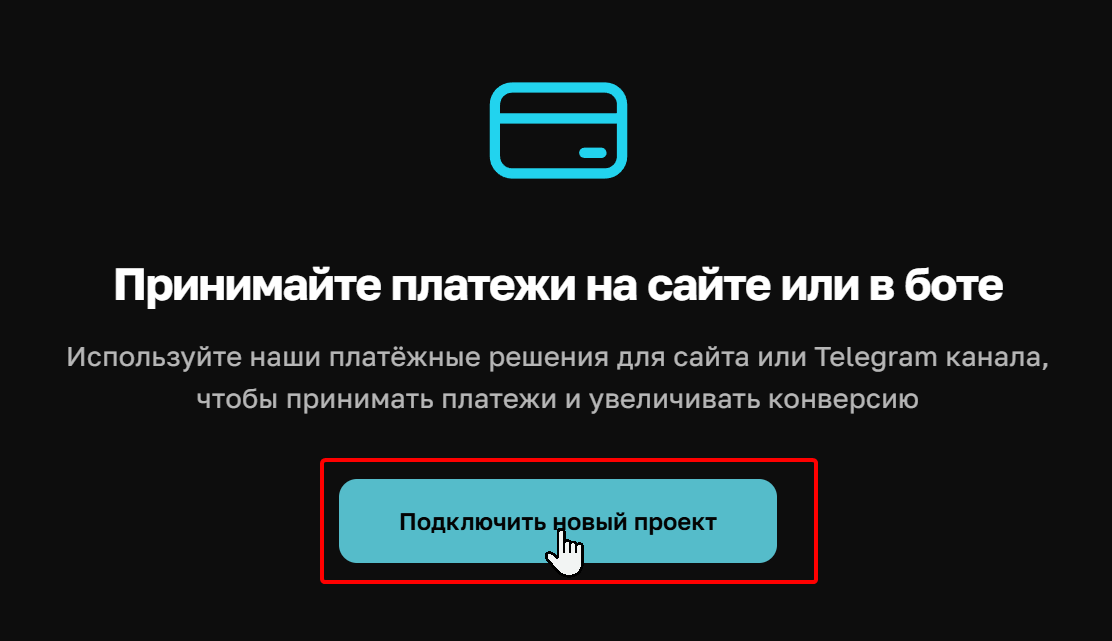 Принимайте платежи на сайте или в боте
Используйте наши платёжные решения для сайта или Telegram канала,
чтобы принимать платежи и увеличивать конверсию
Подключить новый проект